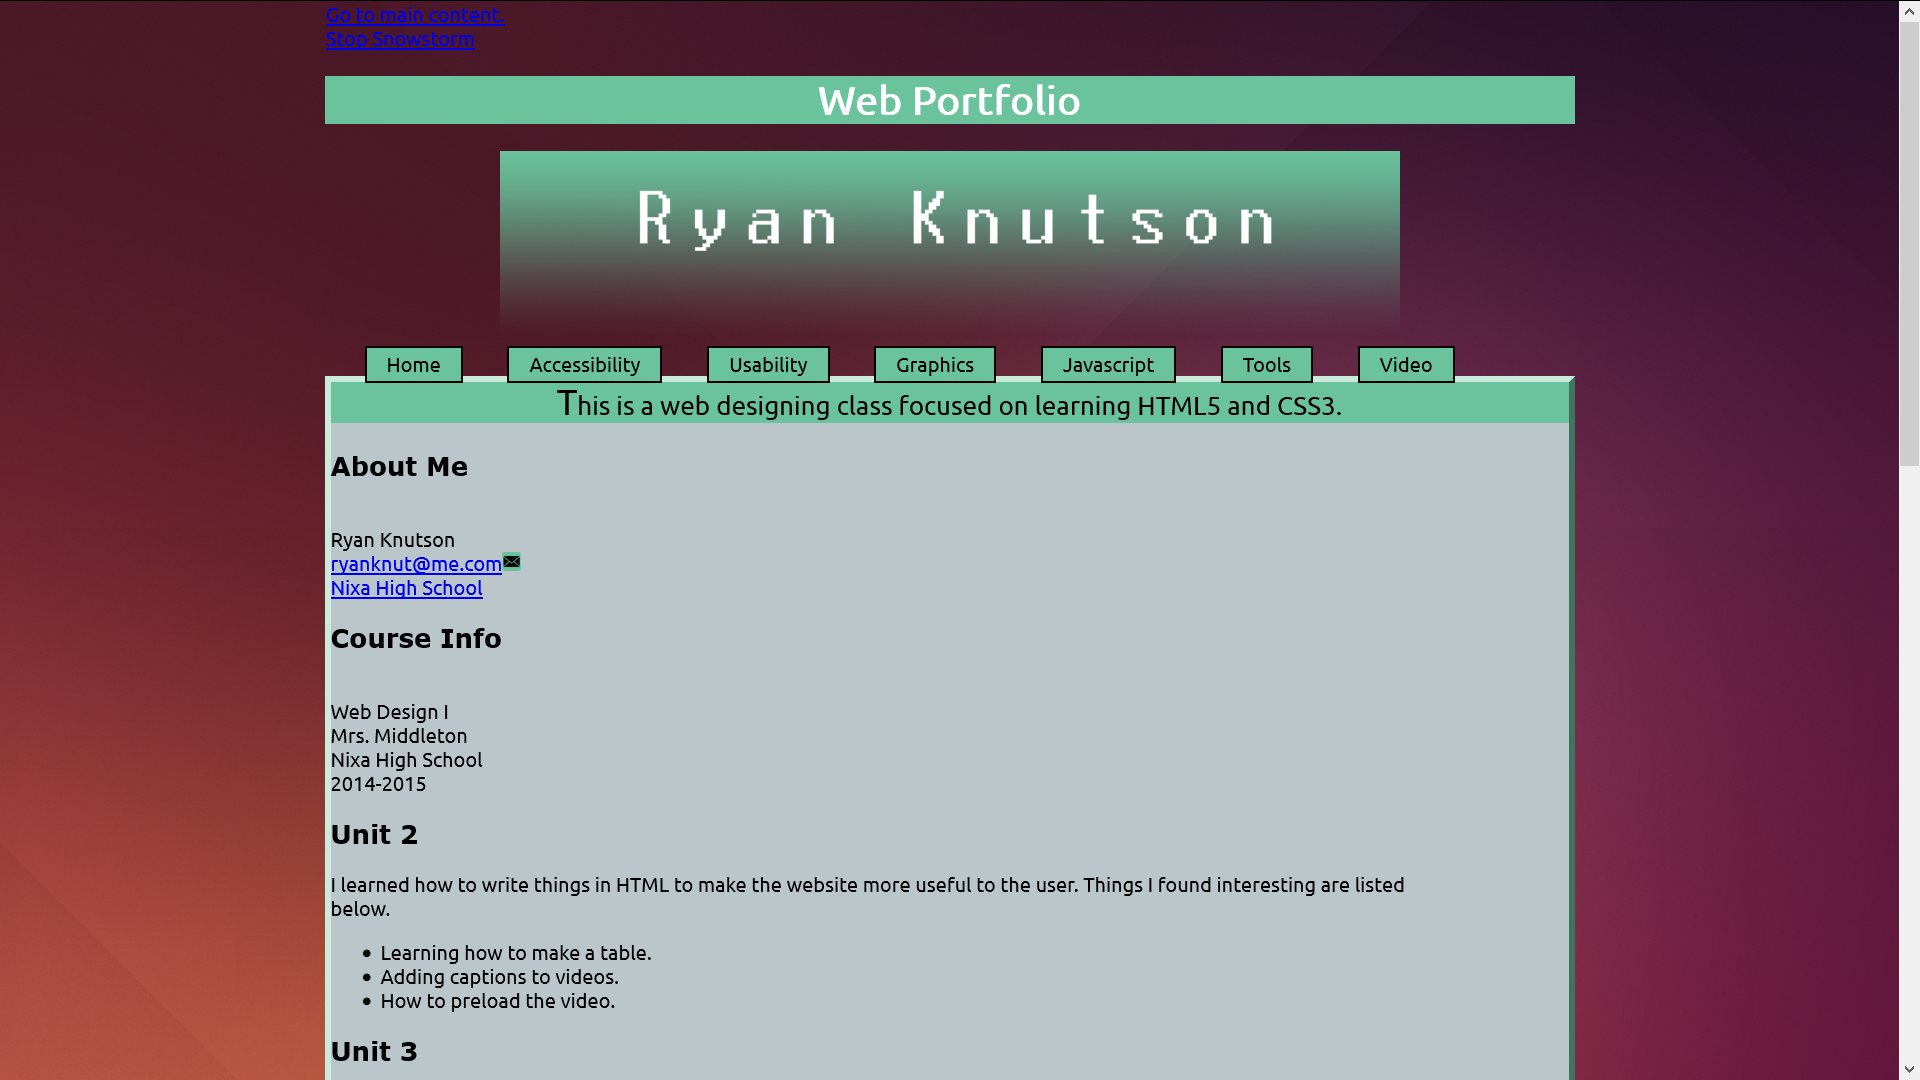 Go to main content.
Stop Snowstorm
Web Portfolio
Ryan Knutson
Home Accessibility Usability Graphics Javascript Tools Video
This is a web designing class focused on learning HTML5 and CSS3.
About Me
Ryan Knutson
ryanknut@me.com
Nixa High School
Course Info
Web Design I
Mrs. Middleton
Nixa High School
2014-2015
Unit 2
I learned how to write things in HTML to make the website more useful to the user. Things I found interesting are listed
below.
• Learning how to make a table.
• Adding captions to videos.
• How to preload the video.
Unit 3